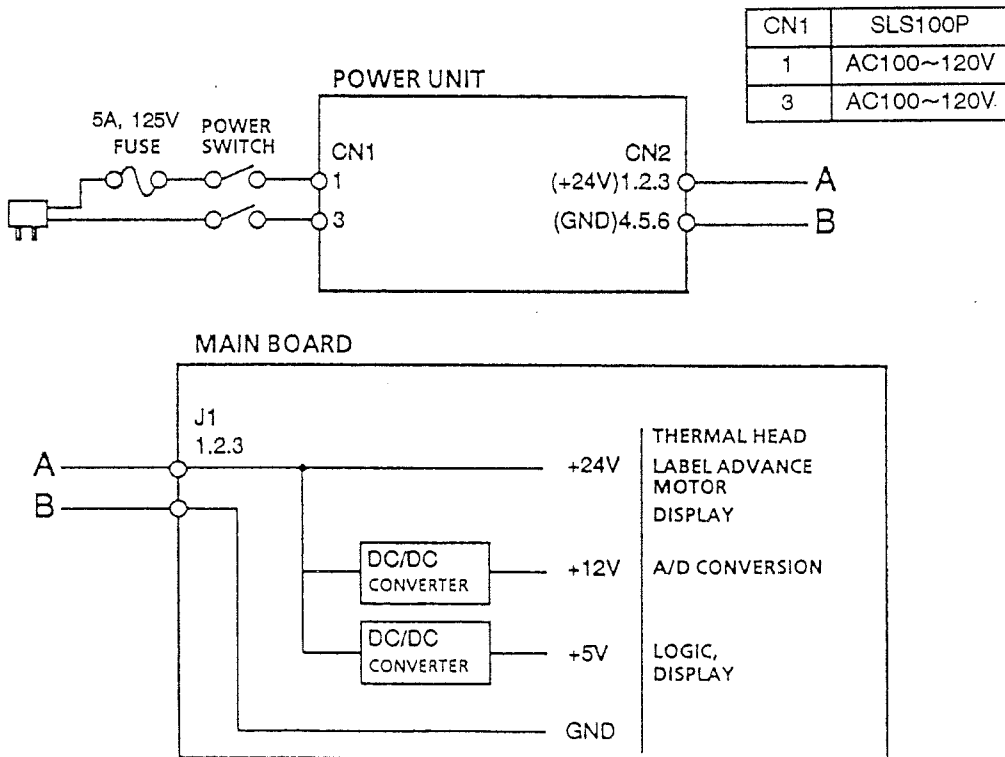 CN1 SLS100P
1 AC100~120V
3 AC100~120V
POWER UNIT
5A, 125V
FUSE
POWER
SWITCH
CN1
1
3
CN2
(+24V)1.2.3
(GND)4.5.6
A
B
MAIN BOARD
J1
1.2.3
A
B
+24V
THERMAL HEAD
LABEL ADVANCE
MOTOR
DISPLAY
DC/DC
CONVERTER
+12V
A/D CONVERSION
DC/DC
CONVERTER
+5V
LOGIC,
DISPLAY
GND